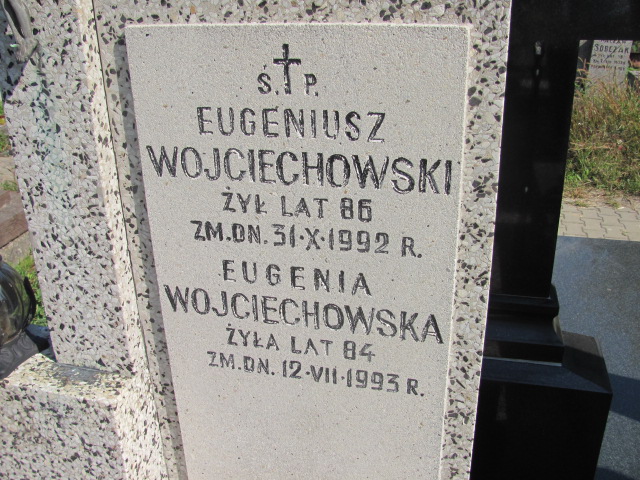 Ś.✝P.
EUGENIUSZ
WOJCIECHOWSKI
ŻYŁ LAT 86
ZM.DN. 31·X·1992 R.
EUGENIA
WOJCIECHOWSKA
ŻYŁA LAT 84
ZM.DN. 12·VII·1993 R.
SOBCZAK